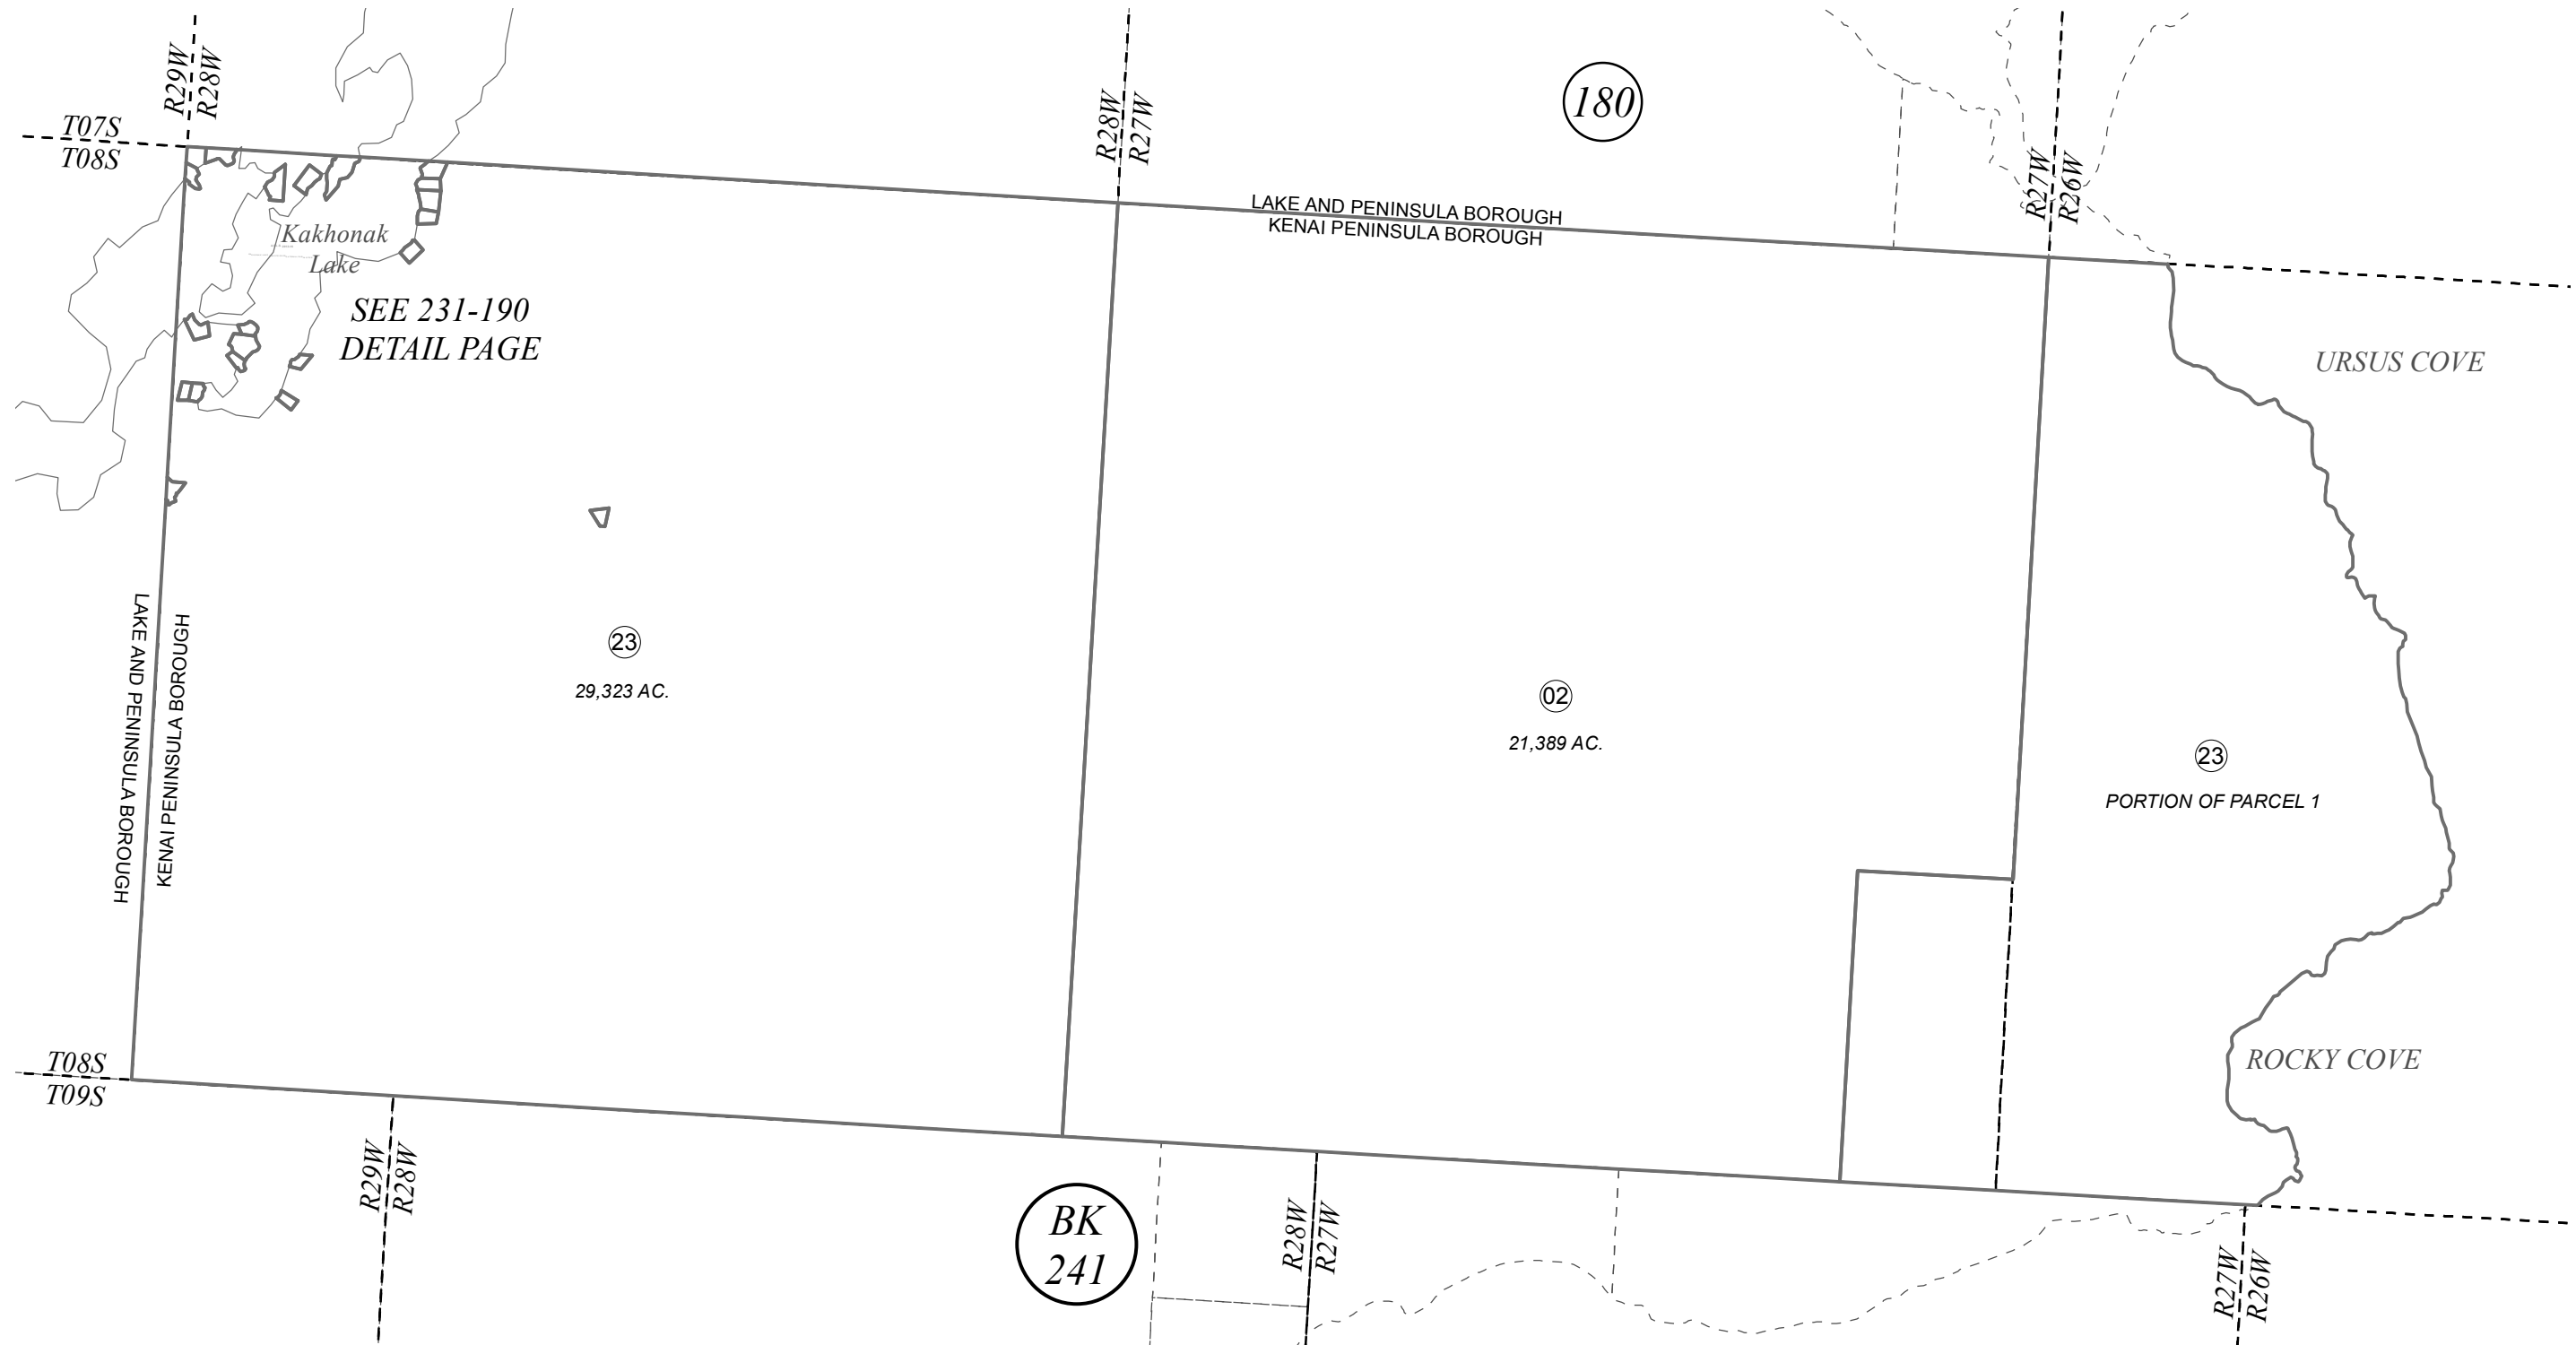 R29W
R28W
T07S
T08S
R28W
R27W
180
R27W
R26W
LAKE AND PENINSULA BOROUGH
KENAI PENINSULA BOROUGH
Kakhonak
Lake
SEE 231-190
DETAIL PAGE
URSUS COVE
LAKE AND PENINSULA BOROUGH
KENAI PENINSULA BOROUGH
23
29,323 AC.
02
21,389 AC.
23
PORTION OF PARCEL 1
ROCKY COVE
T08S
T09S
R29W
R28W
BK
241
R28W
R27W
R27W
R26W